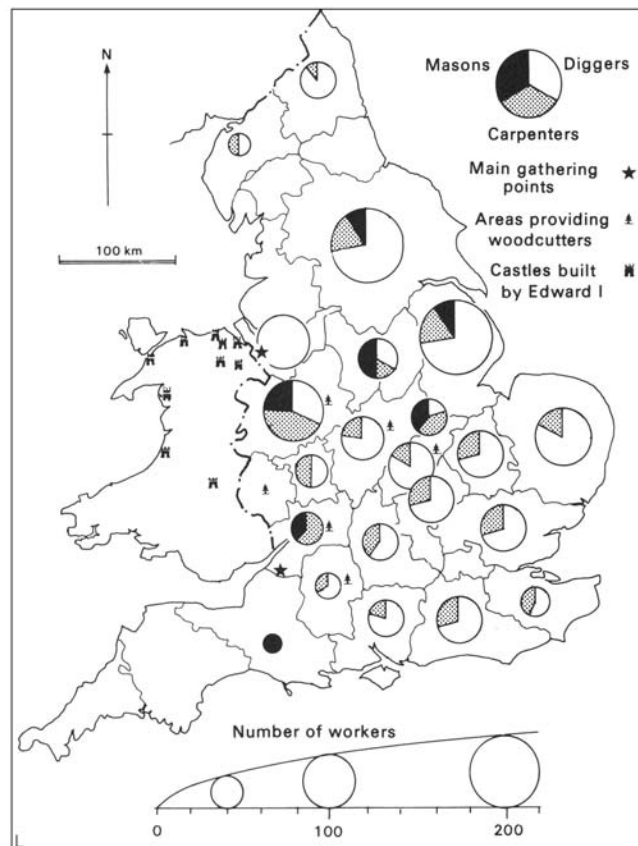 N
Masons
Diggers
Carpenters
Main gathering
points
100 km
Areas providing
woodcutters
Castles built
by Edward I
Number of workers
0
100
200